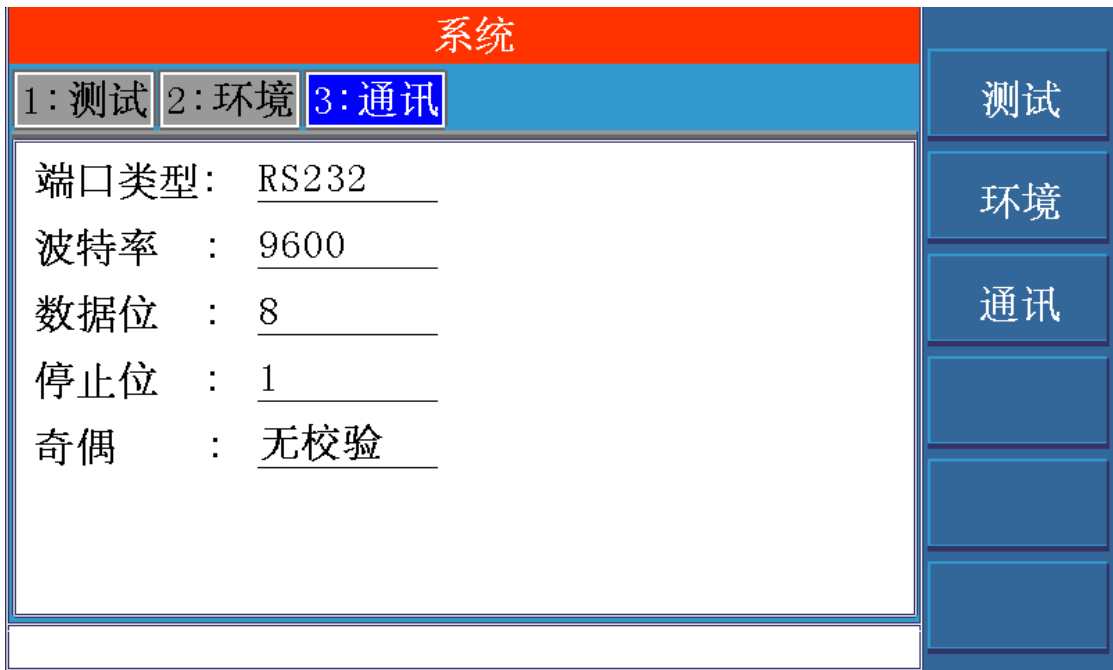 系统
1:测试 2:环境 3:通讯
端口类型: RS232
波特率 : 9600
数据位 : 8
停止位 : 1
奇偶 : 无校验
测试
环境
通讯